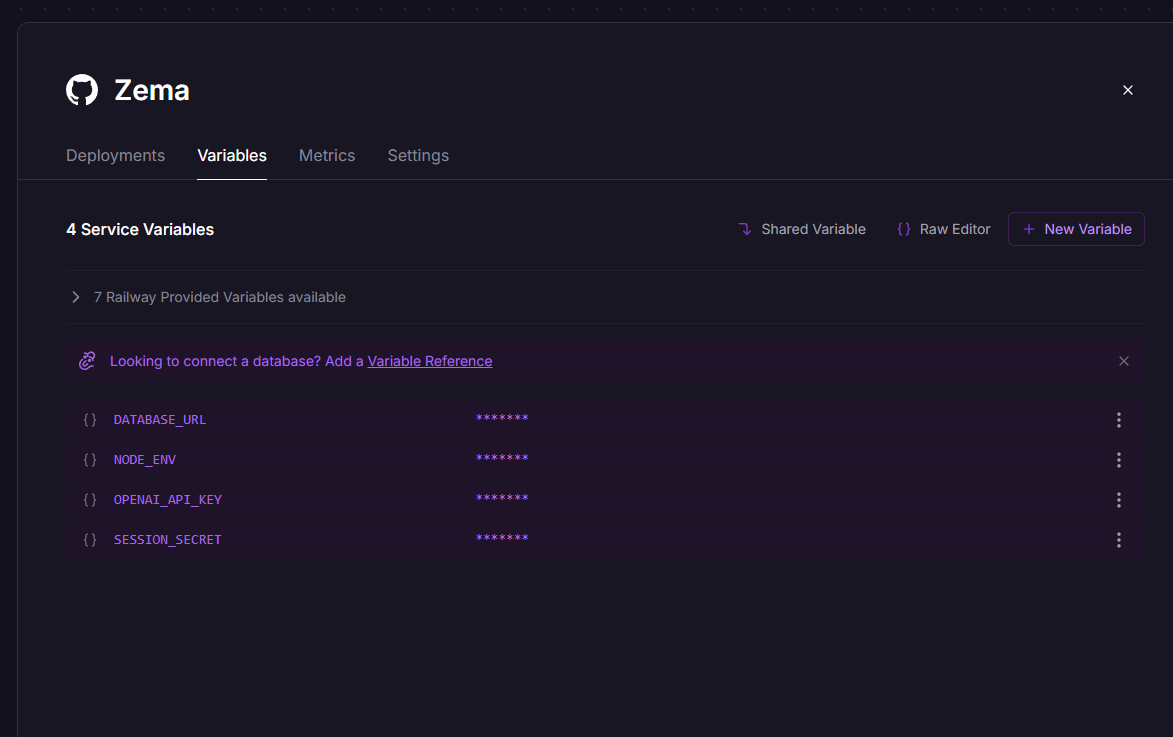 Zema
Deployments Variables Metrics Settings
4 Service Variables Shared Variable {} Raw Editor + New Variable
7 Railway Provided Variables available
Looking to connect a database? Add a Variable Reference
{} DATABASE_URL *******
{} NODE_ENV *******
{} OPENAI_API_KEY *******
{} SESSION_SECRET *******